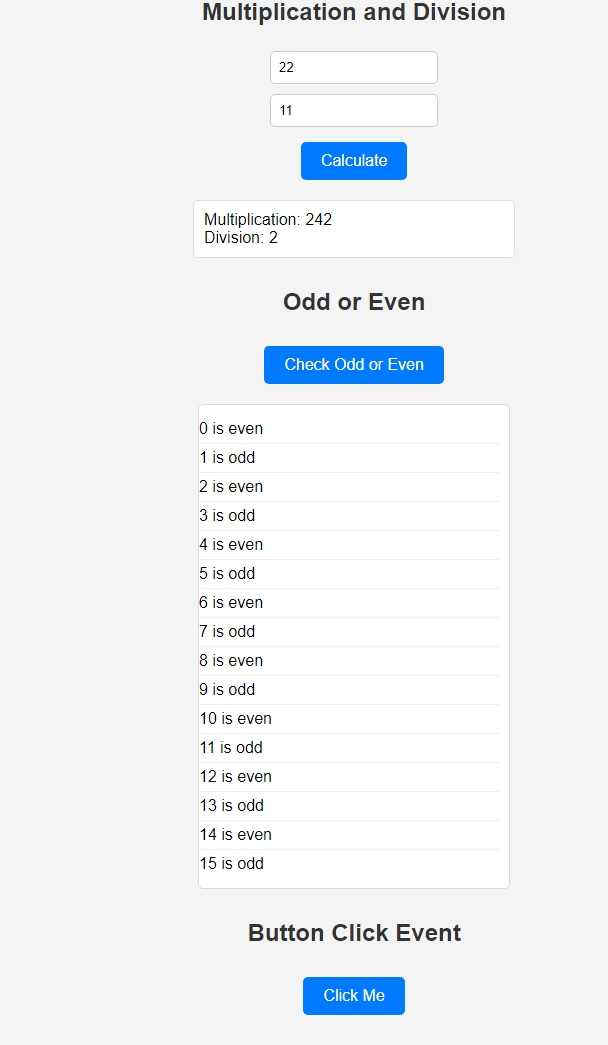 Multiplication and Division
22
11
Calculate
Multiplication: 242
Division: 2
Odd or Even
Check Odd or Even
0 is even
1 is odd
2 is even
3 is odd
4 is even
5 is odd
6 is even
7 is odd
8 is even
9 is odd
10 is even
11 is odd
12 is even
13 is odd
14 is even
15 is odd
Button Click Event
Click Me